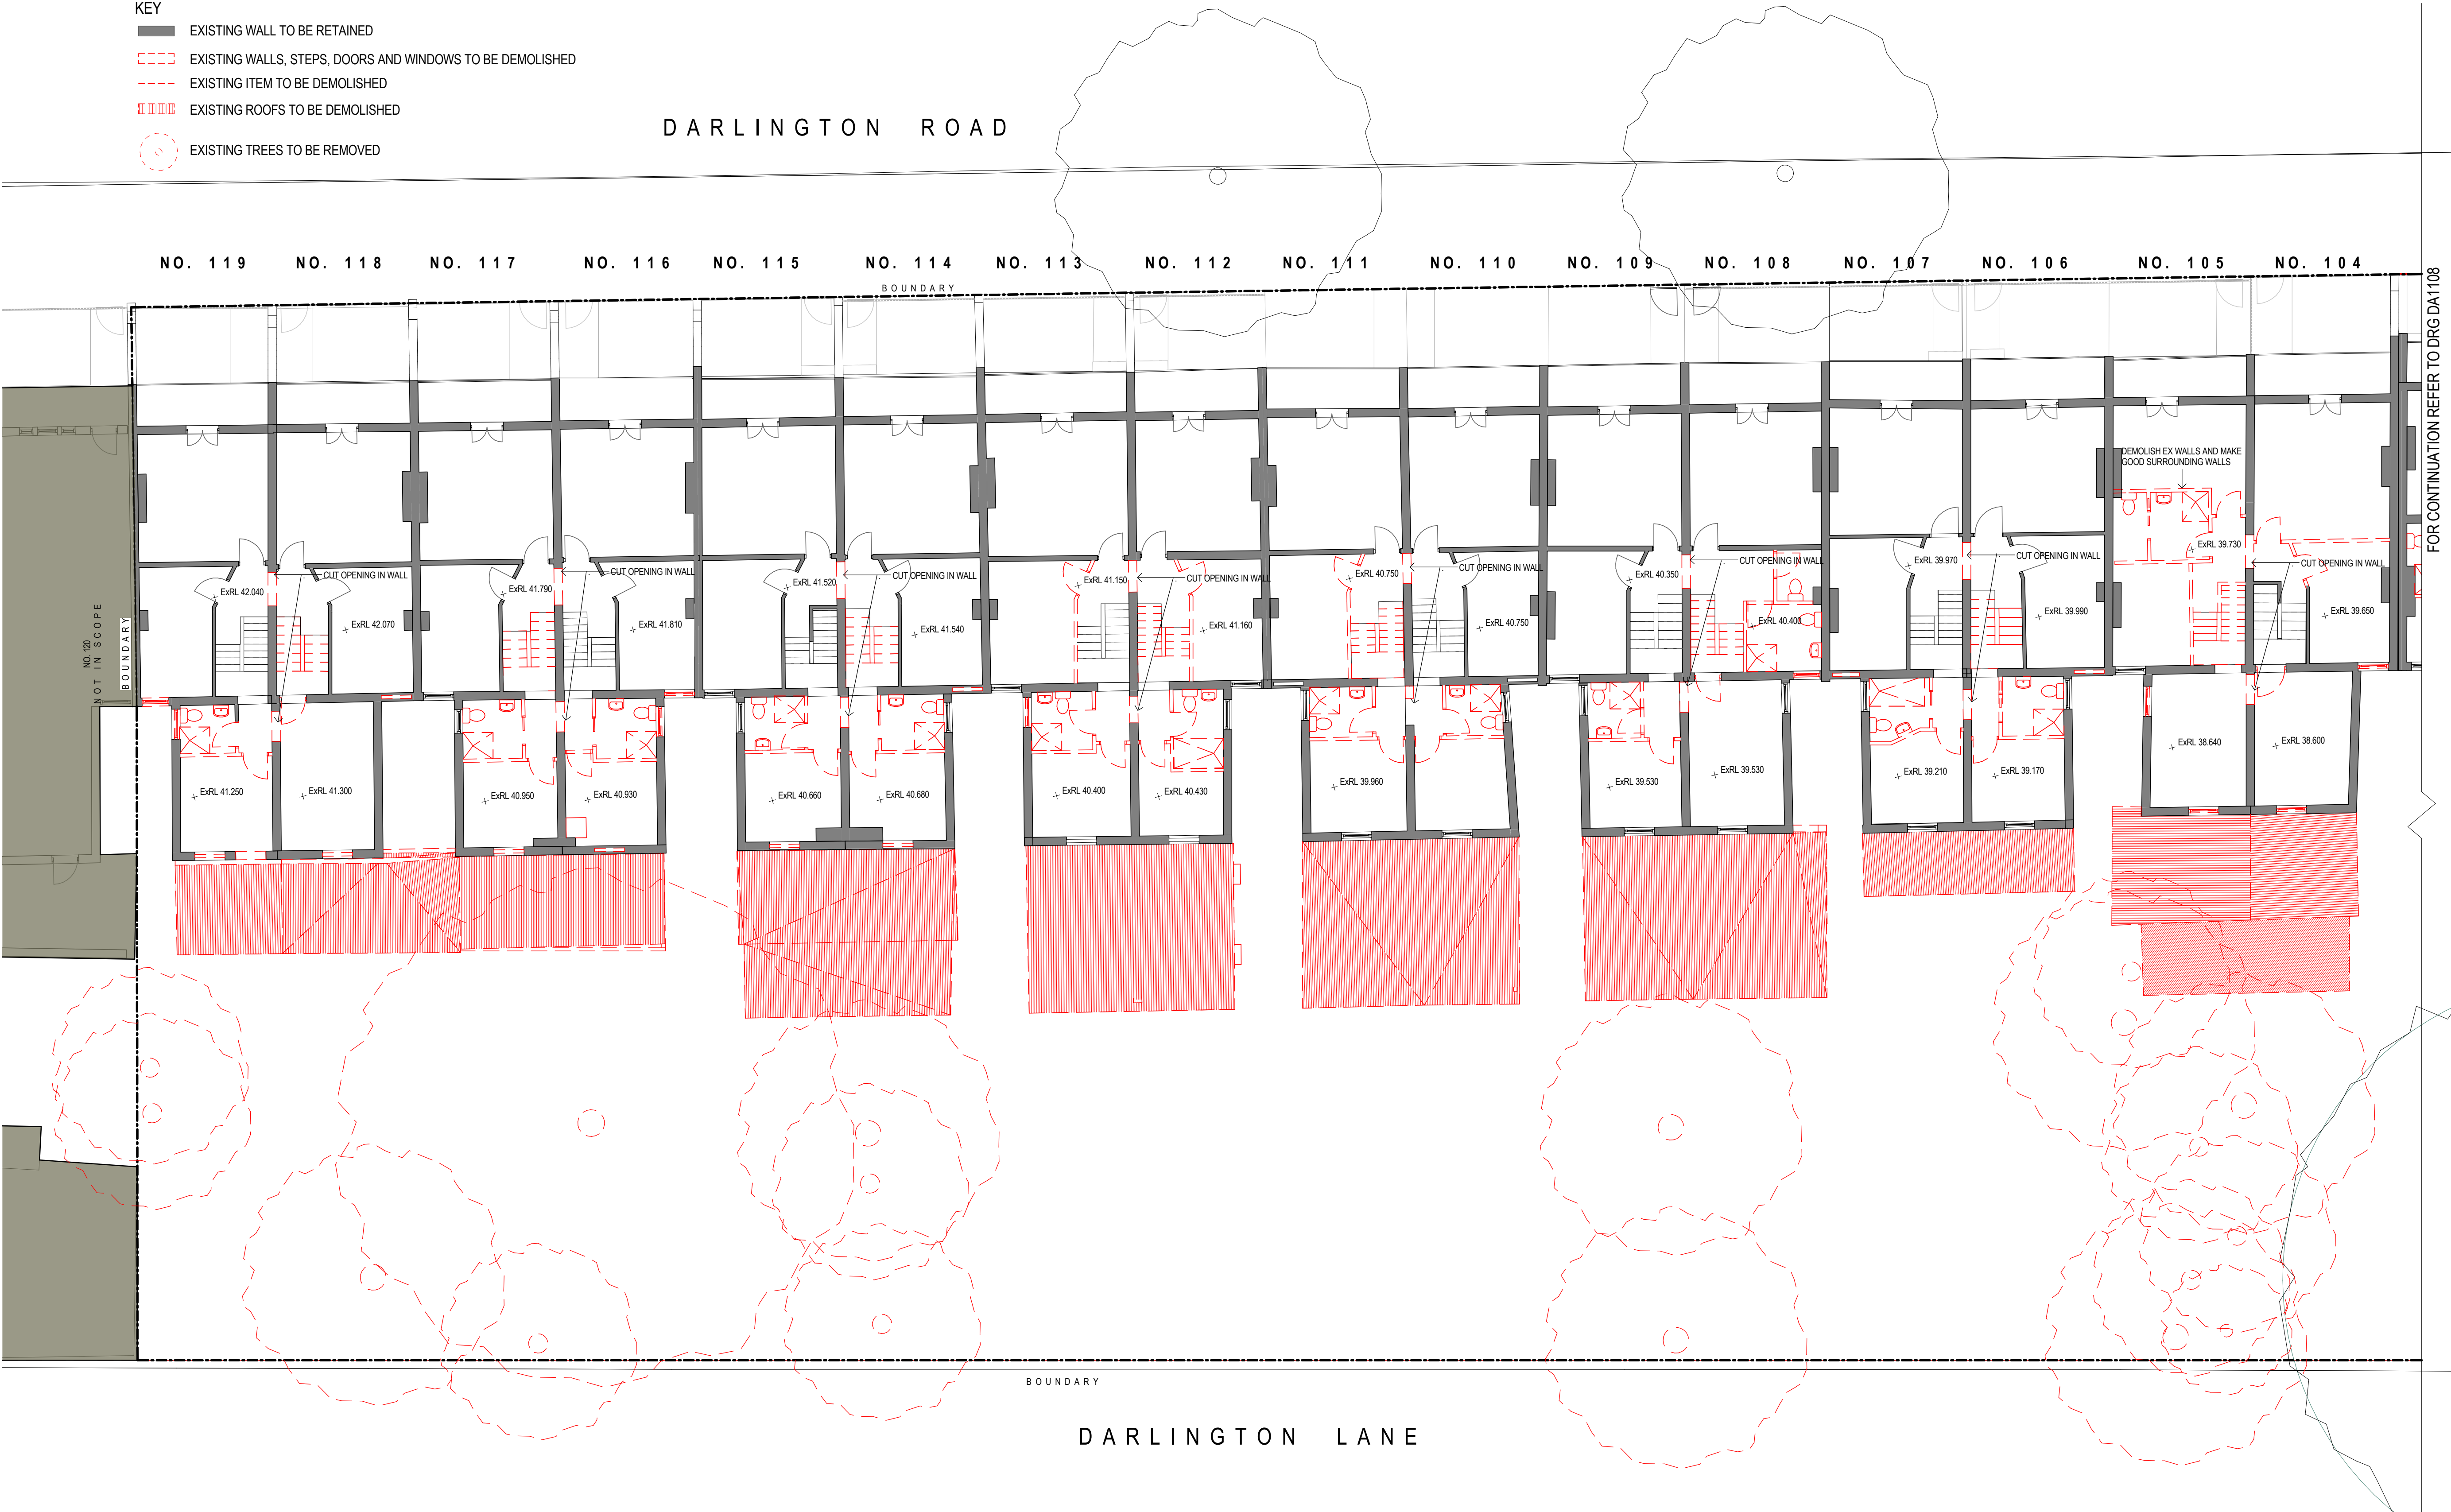 KEY
EXISTING WALL TO BE RETAINED
EXISTING WALLS, STEPS, DOORS AND WINDOWS TO BE DEMOLISHED
EXISTING ITEM TO BE DEMOLISHED
EXISTING ROOFS TO BE DEMOLISHED
EXISTING TREES TO BE REMOVED
DARLINGTON ROAD
NO. 119 NO. 118 NO. 117 NO. 116 NO. 115 NO. 114 NO. 113 NO. 112 NO. 111 NO. 110 NO. 109 NO. 108 NO. 107 NO. 106 NO. 105 NO. 104
BOUNDARY
FOR CONTINUATION REFER TO DRG DA1108
DEMOLISH EX WALLS AND MAKE
GOOD SURROUNDING WALLS
NO. 120
NOT IN SCOPE
BOUNDARY
ExRL 42.040
CUT OPENING IN WALL
ExRL 42.070
ExRL 41.790
CUT OPENING IN WALL
ExRL 41.810
ExRL 41.520
CUT OPENING IN WALL
ExRL 41.540
ExRL 41.150
CUT OPENING IN WALL
ExRL 41.160
ExRL 40.750
CUT OPENING IN WALL
ExRL 40.750
ExRL 40.350
CUT OPENING IN WALL
ExRL 40.400
ExRL 39.970
CUT OPENING IN WALL
ExRL 39.990
ExRL 39.730
CUT OPENING IN WALL
ExRL 39.650
ExRL 41.250
ExRL 41.300
ExRL 40.950
ExRL 40.930
ExRL 40.660
ExRL 40.680
ExRL 40.400
ExRL 40.430
ExRL 39.960
ExRL 39.530
ExRL 39.530
ExRL 39.210
ExRL 39.170
ExRL 38.640
ExRL 38.600
BOUNDARY
DARLINGTON LANE